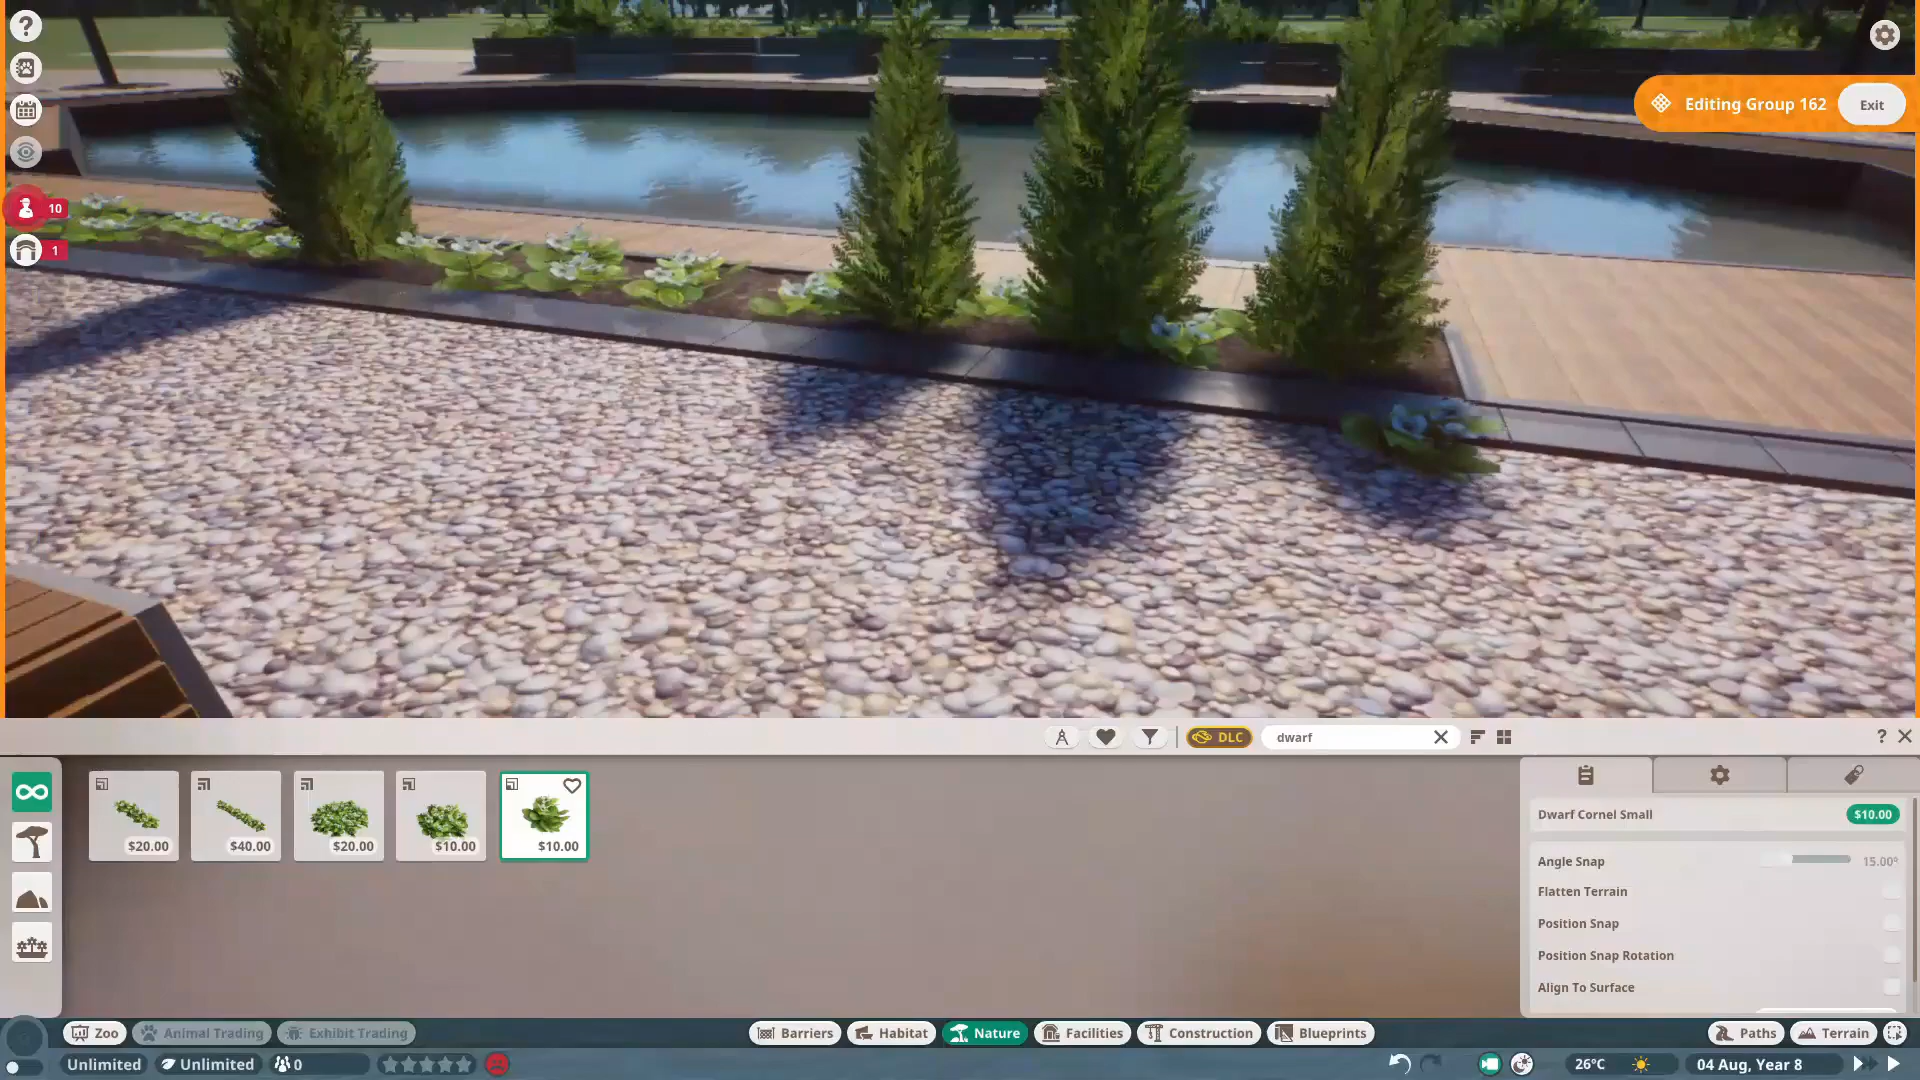 ?
Editing Group 162
Exit
10
1
DLC
dwarf
?
$20.00
$40.00
$20.00
$10.00
$10.00
Dwarf Cornel Small
$10.00
Angle Snap
15.00°
Flatten Terrain
Position Snap
Position Snap Rotation
Align To Surface
Zoo
Animal Trading
Exhibit Trading
Barriers
Habitat
Nature
Facilities
Construction
Blueprints
Paths
Terrain
Unlimited
Unlimited
0
26°C
04 Aug, Year 8